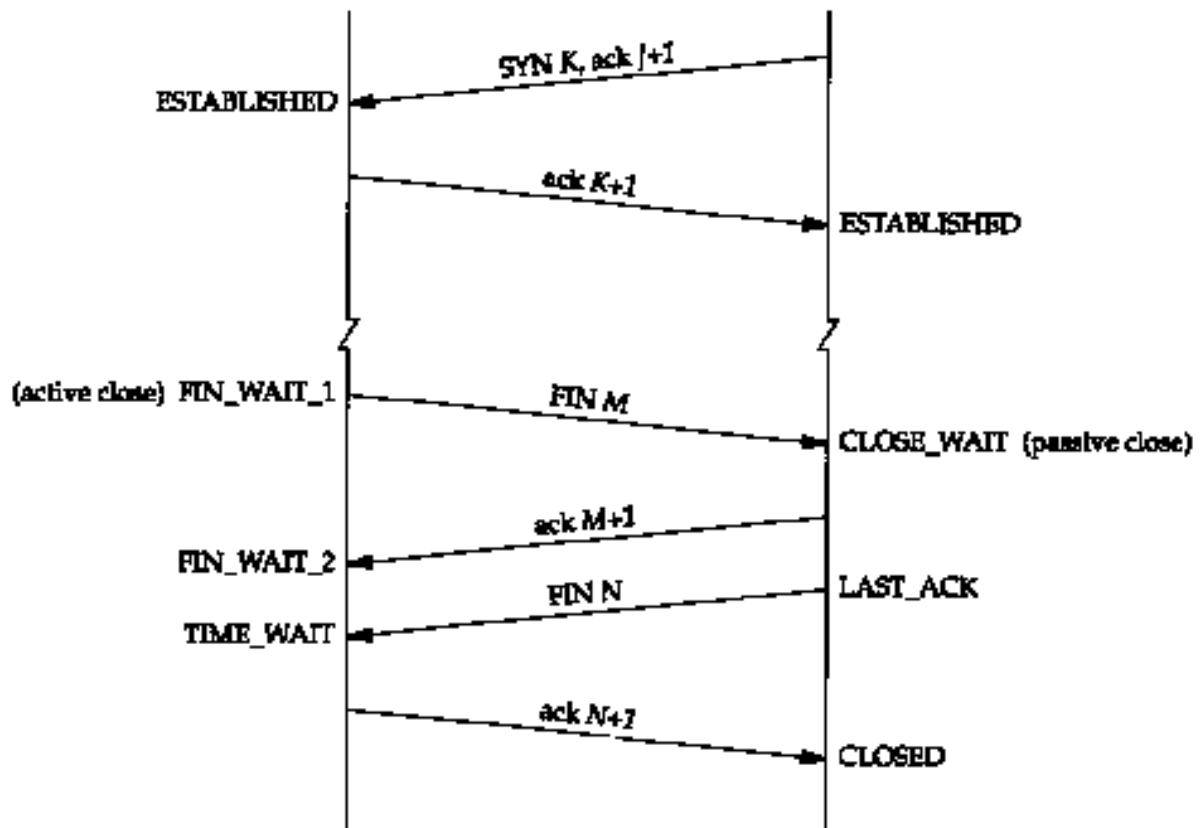 SYN K, ack J+1
ESTABLISHED
ack K+1
ESTABLISHED
(active close) FIN_WAIT_1
FIN M
CLOSE_WAIT (passive close)
ack M+1
FIN_WAIT_2
FIN N
LAST_ACK
TIME_WAIT
ack N+1
CLOSED